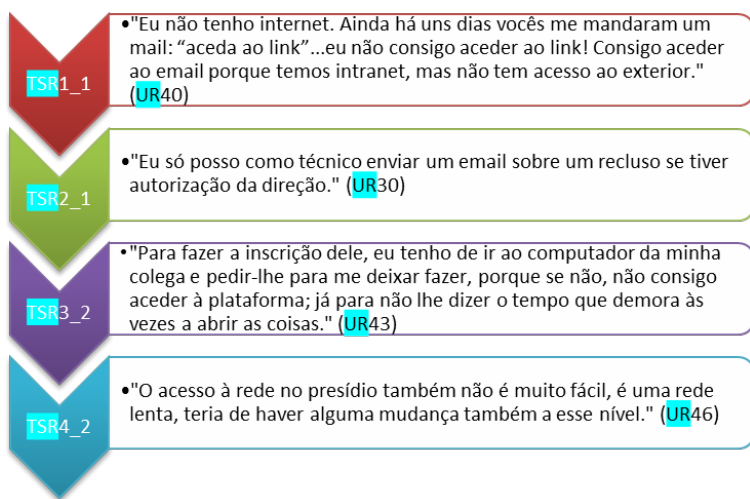 TSR1_1
•"Eu não tenho internet. Ainda há uns dias vocês me mandaram um
mail: “aceda ao link”...eu não consigo aceder ao link! Consigo aceder
ao email porque temos intranet, mas não tem acesso ao exterior."
(UR40)
TSR2_1
•"Eu só posso como técnico enviar um email sobre um recluso se tiver
autorização da direção." (UR30)
TSR3_2
•"Para fazer a inscrição dele, eu tenho de ir ao computador da minha
colega e pedir-lhe para me deixar fazer, porque se não, não consigo
aceder à plataforma; já para não lhe dizer o tempo que demora às
vezes a abrir as coisas." (UR43)
TSR4_2
•"O acesso à rede no presídio também não é muito fácil, é uma rede
lenta, teria de haver alguma mudança também a esse nível." (UR46)